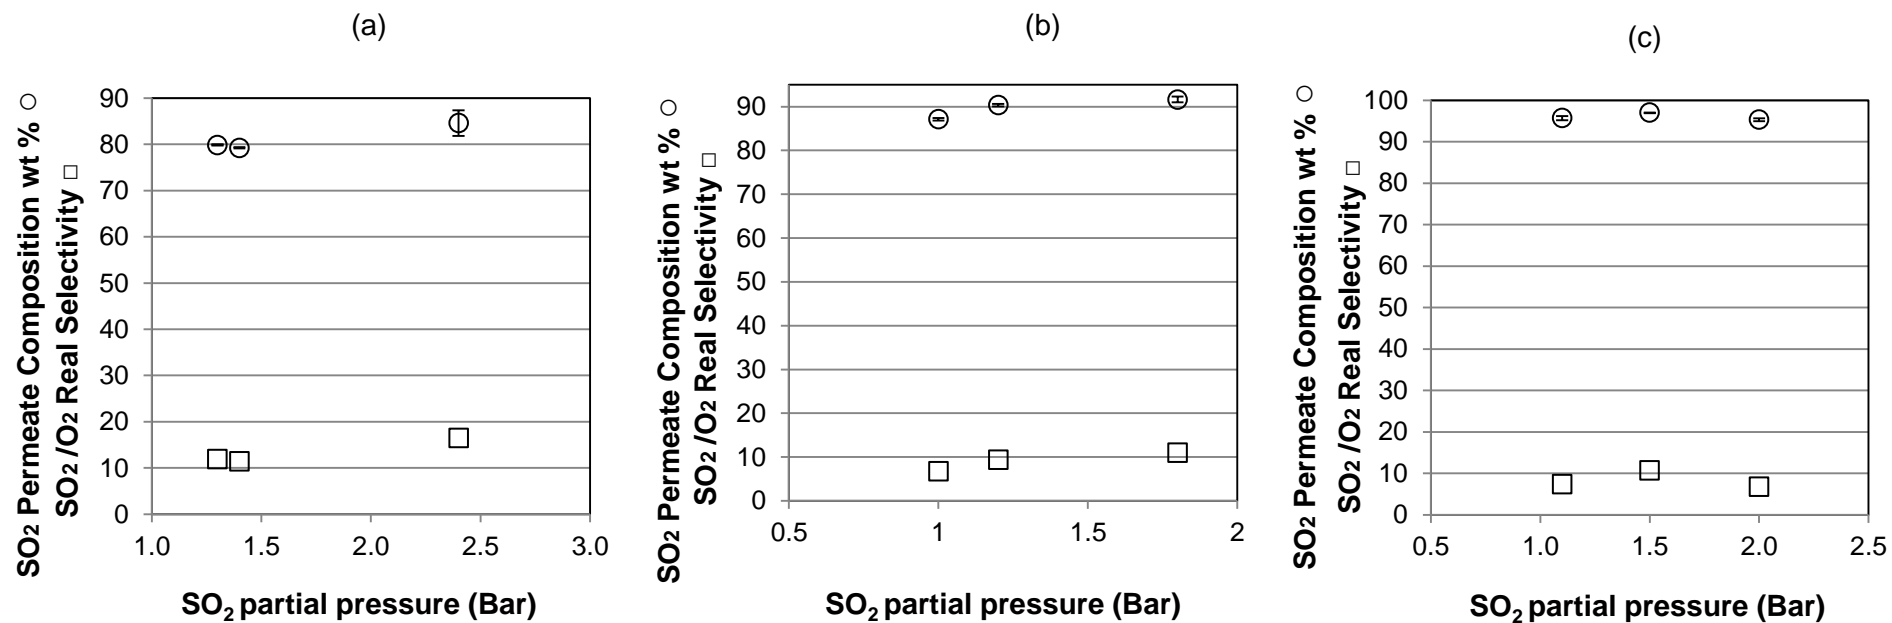 (a)
SO2 Permeate Composition wt % ○
SO2 /O2 Real Selectivity □
90
80
70
60
50
40
30
20
10
0
1.0 1.5 2.0 2.5 3.0
SO2 partial pressure (Bar)
(b)
SO2 Permeate Composition wt % ○
SO2 /O2 Real Selectivity □
90
80
70
60
50
40
30
20
10
0
0.5 1 1.5 2
SO2 partial pressure (Bar)
(c)
SO2 Permeate Composition wt % ○
SO2 /O2 Real Selectivity □
100
90
80
70
60
50
40
30
20
10
0
0.5 1.0 1.5 2.0 2.5
SO2 partial pressure (Bar)